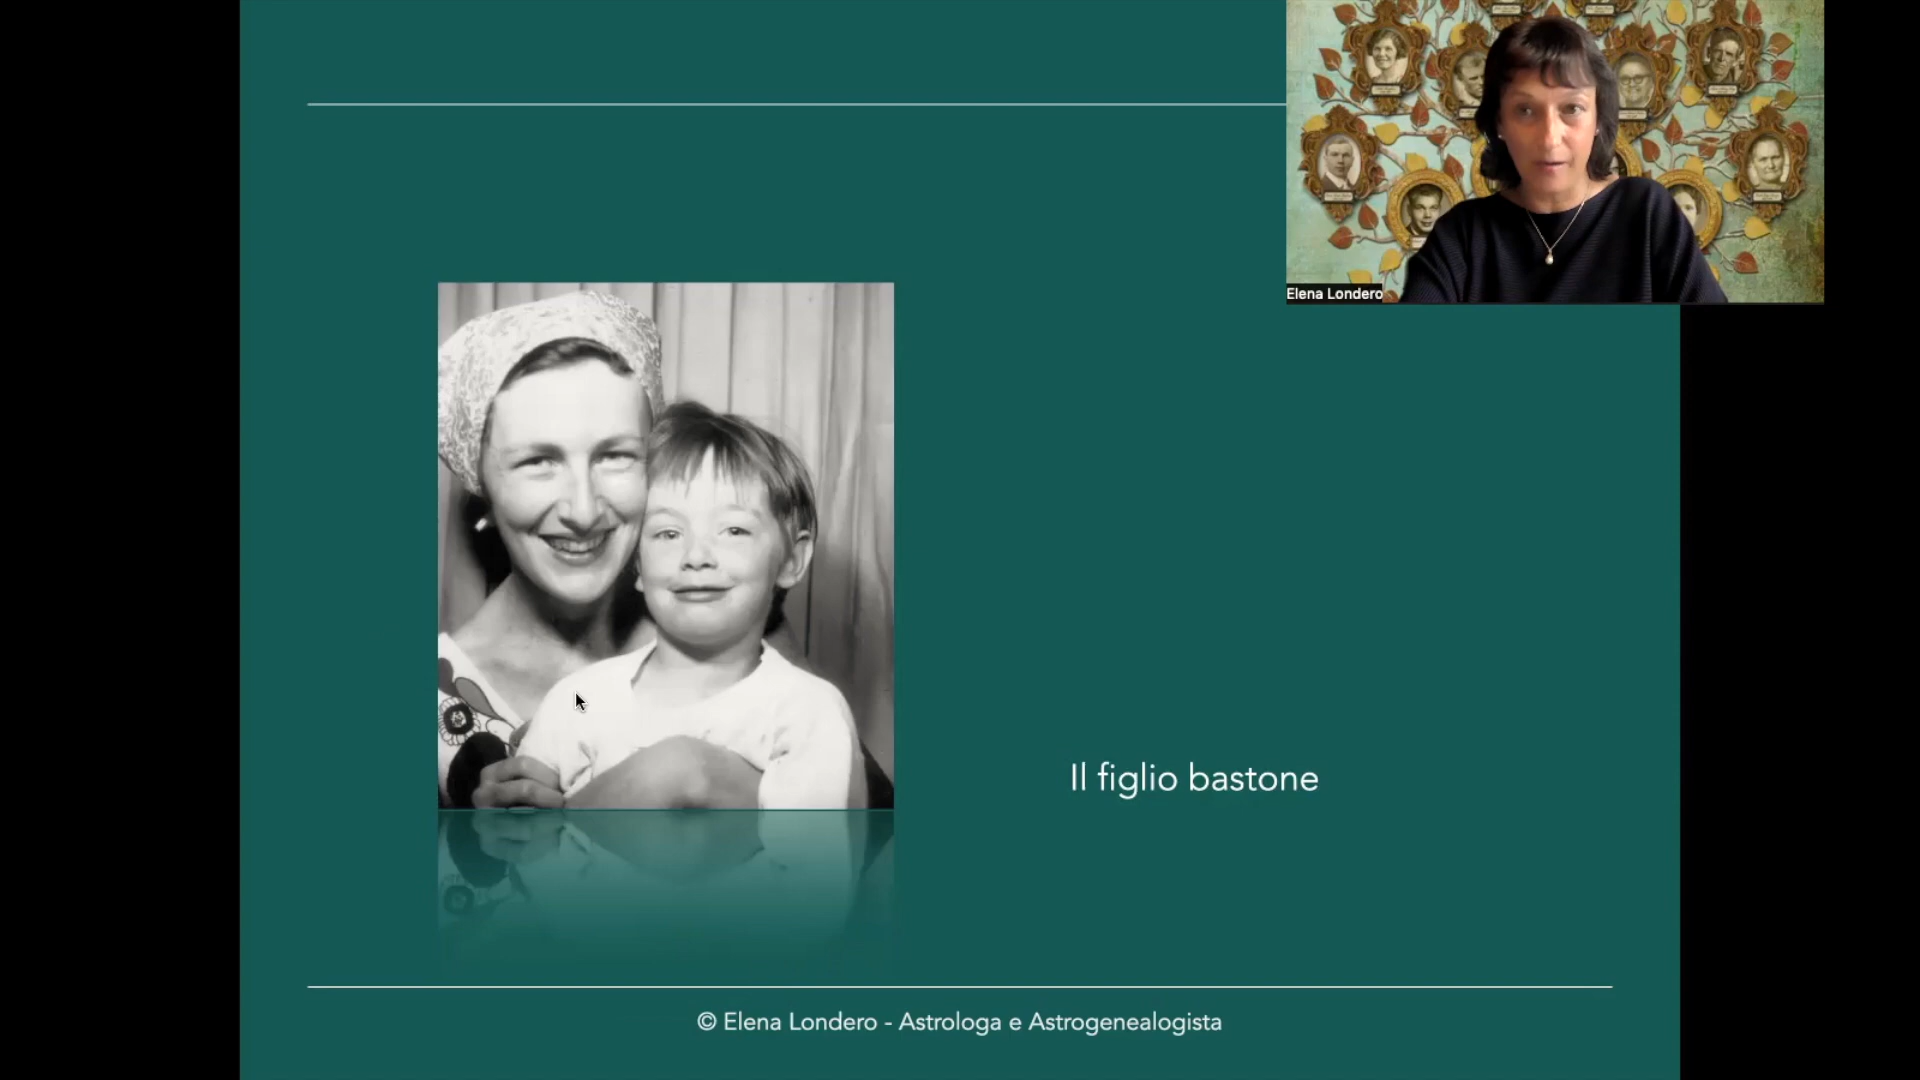 Elena Londero
Il figlio bastone
© Elena Londero - Astrologa e Astrogenealogista